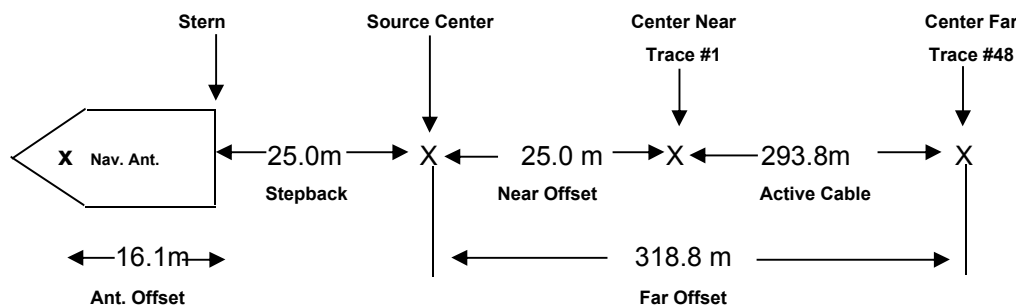 Stern
Source Center
Center Near
Trace #1
Center Far
Trace #48
X Nav. Ant.
25.0m
X
25.0 m
X
293.8m
X
Stepback
Near Offset
Active Cable
16.1m
318.8 m
Ant. Offset
Far Offset